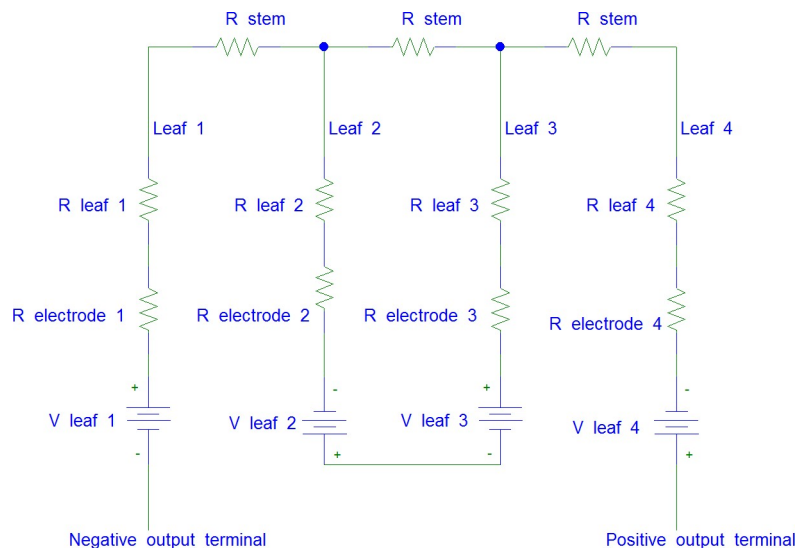 R stem
R stem
R stem
Leaf 1
Leaf 2
Leaf 3
Leaf 4
R leaf 1
R leaf 2
R leaf 3
R leaf 4
R electrode 1
R electrode 2
R electrode 3
R electrode 4
+
-
+
-
V leaf 1
V leaf 2
V leaf 3
V leaf 4
-
+
-
+
Negative output terminal
Positive output terminal